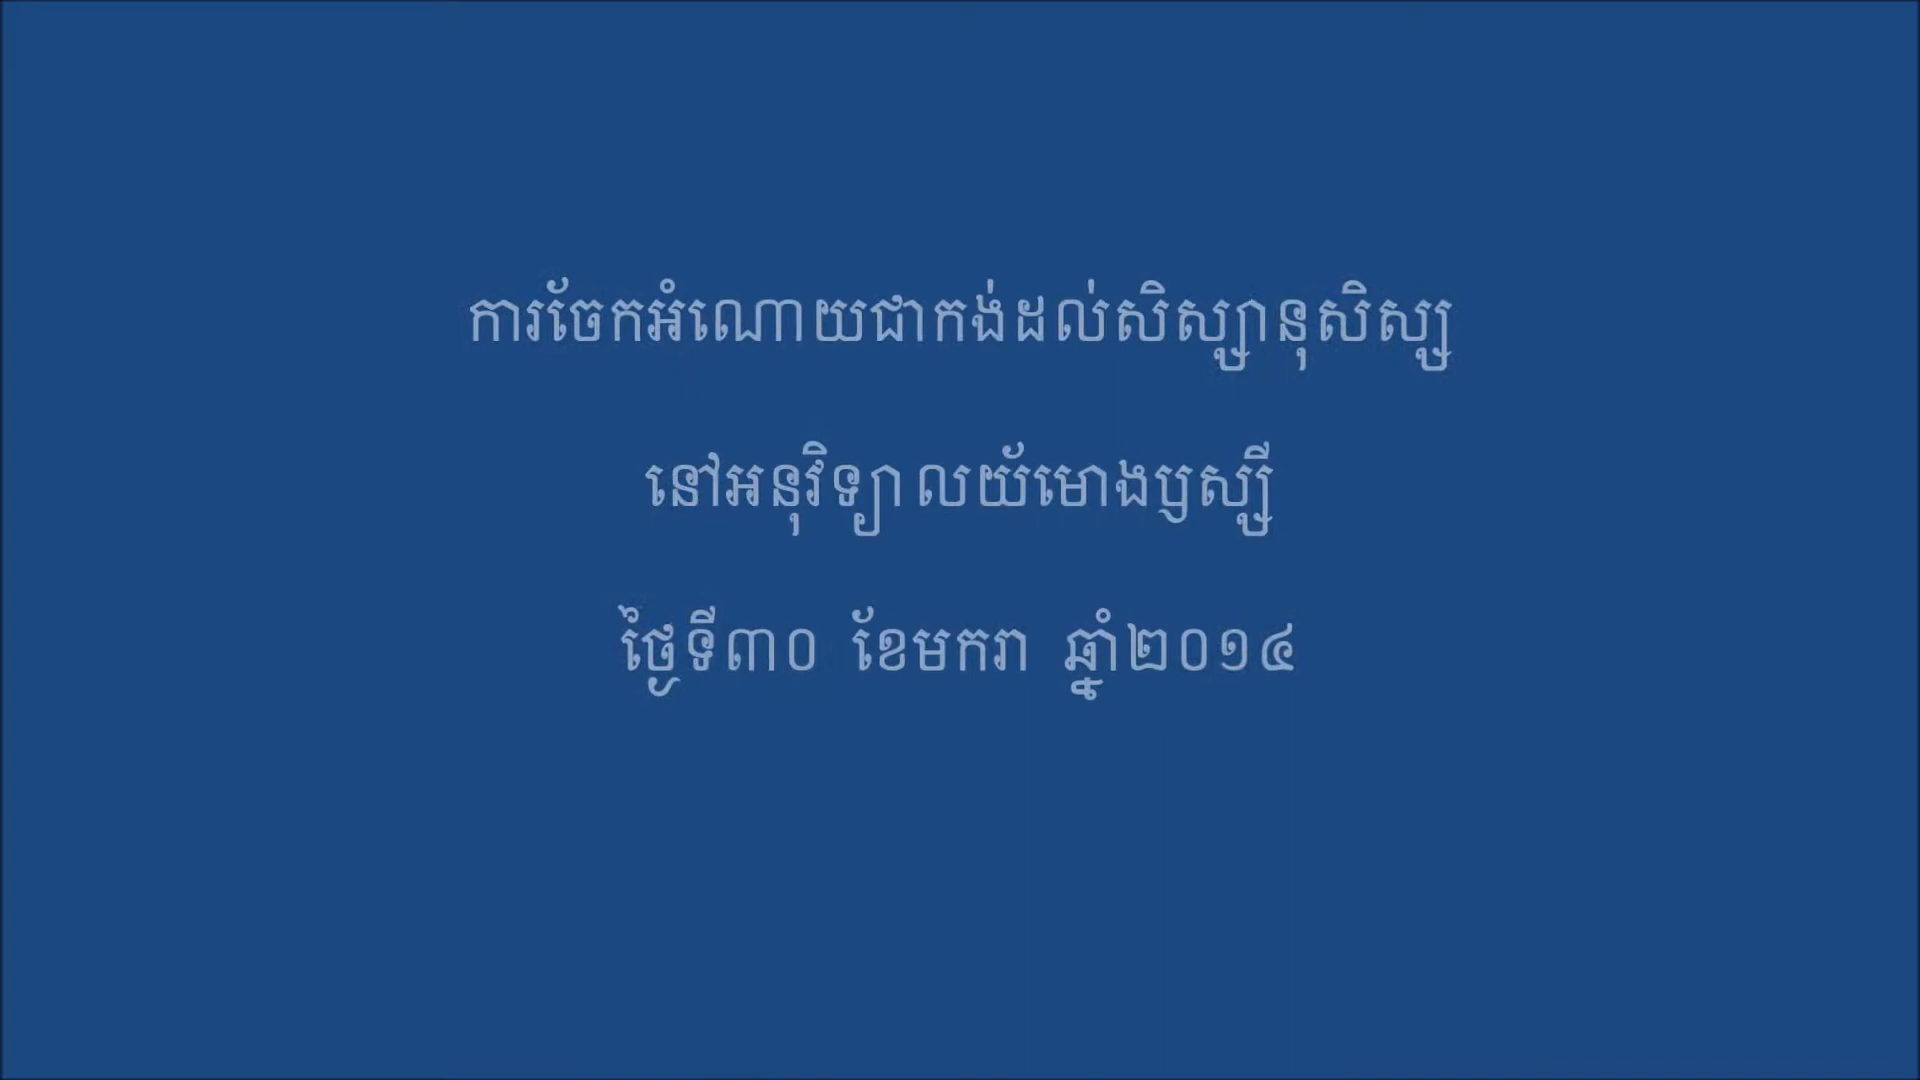 ការចែកអំណោយជាកង់ដល់សិស្សានុសិស្ស
នៅអនុវិទ្យាលយ័មោងឫស្សី
ថ្ងៃទី៣០ ខែមករា ឆ្នាំ២០១៤